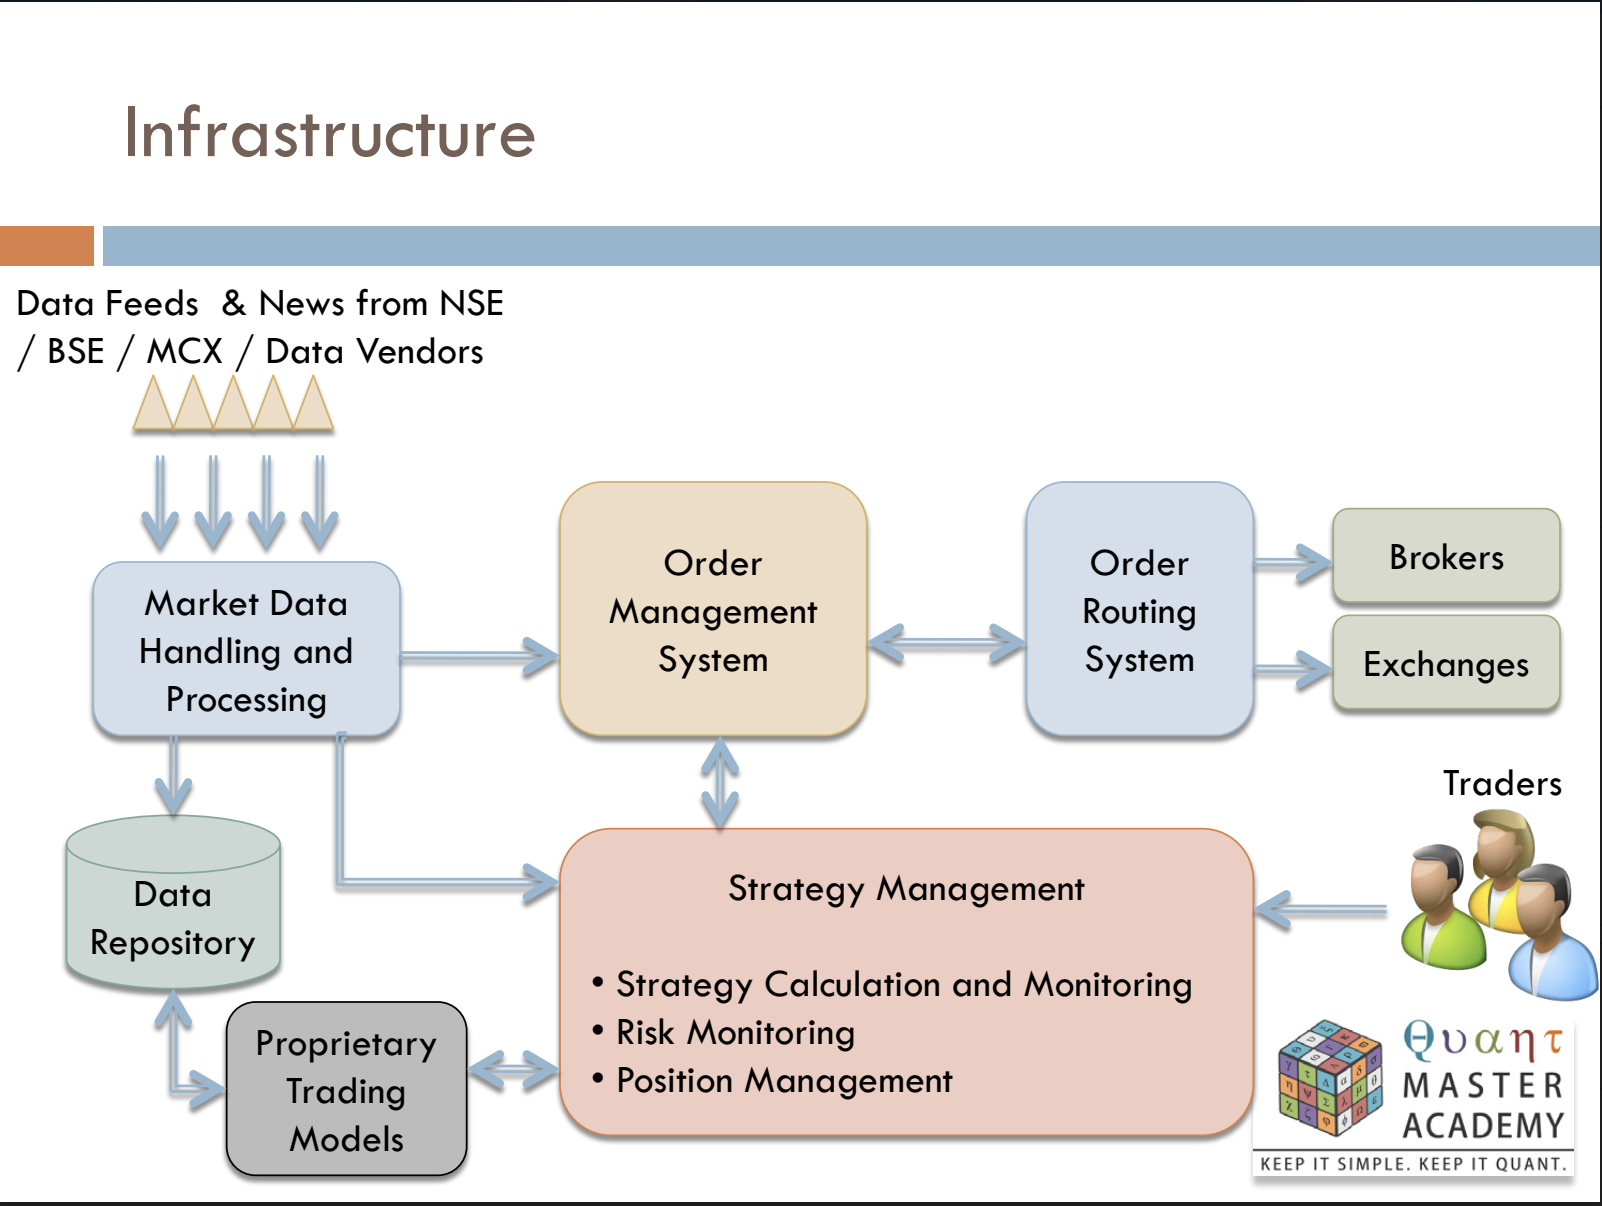 Infrastructure
Data Feeds  & News from NSE
/ BSE / MCX / Data Vendors
Market Data
Handling and
Processing
Order
Management
System
Order
Routing
System
Brokers
Exchanges
Traders
Data
Repository
Strategy Management
• Strategy Calculation and Monitoring
• Risk Monitoring
• Position Management
Proprietary
Trading
Models
Qυαητ
MASTER
ACADEMY
KEEP IT SIMPLE. KEEP IT QUANT.